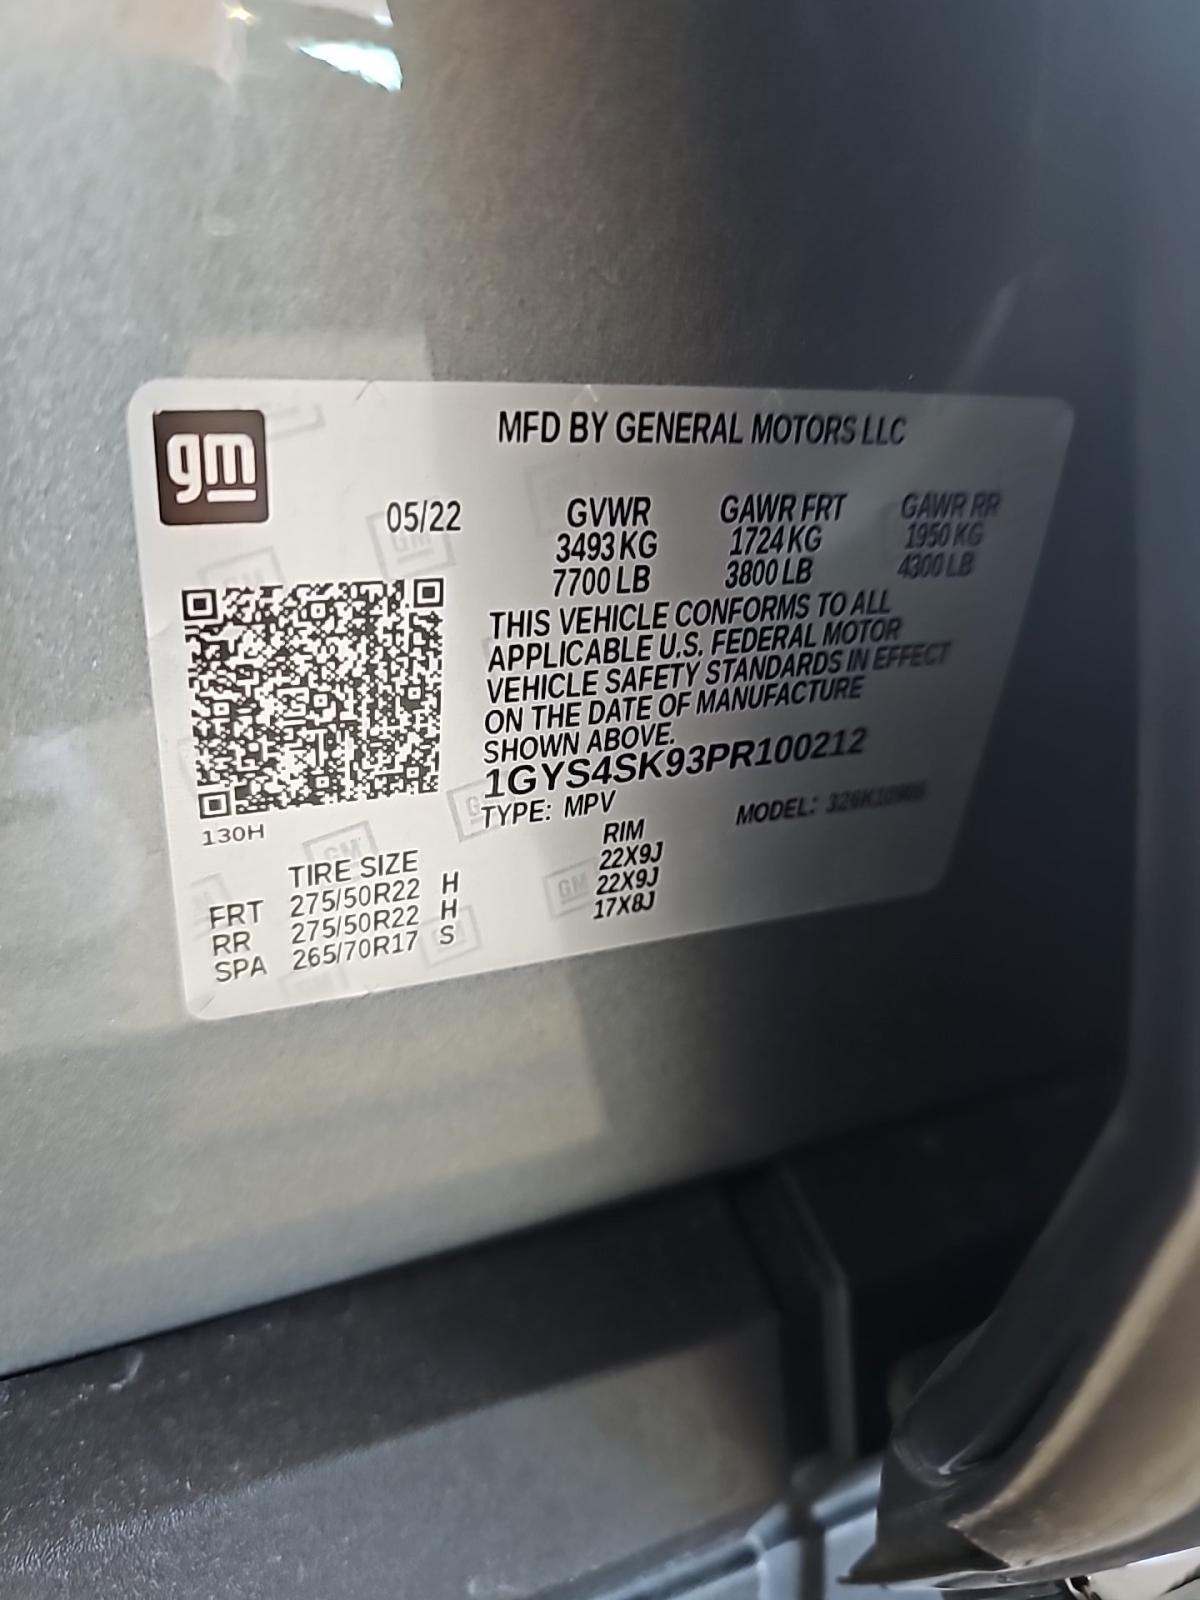 gm
MFD BY GENERAL MOTORS LLC
05/22 GVWR GAWR FRT GAWR RR
3493 KG 1724 KG 1950 KG
7700 LB 3800 LB 4300 LB
THIS VEHICLE CONFORMS TO ALL
APPLICABLE U.S. FEDERAL MOTOR
VEHICLE SAFETY STANDARDS IN EFFECT
ON THE DATE OF MANUFACTURE
SHOWN ABOVE.
1GYS4SK93PR100212
TYPE: MPV MODEL:
130H
TIRE SIZE RIM
FRT 275/50R22 H 22X9J
RR 275/50R22 H 22X9J
SPA 265/70R17 S 17X8J